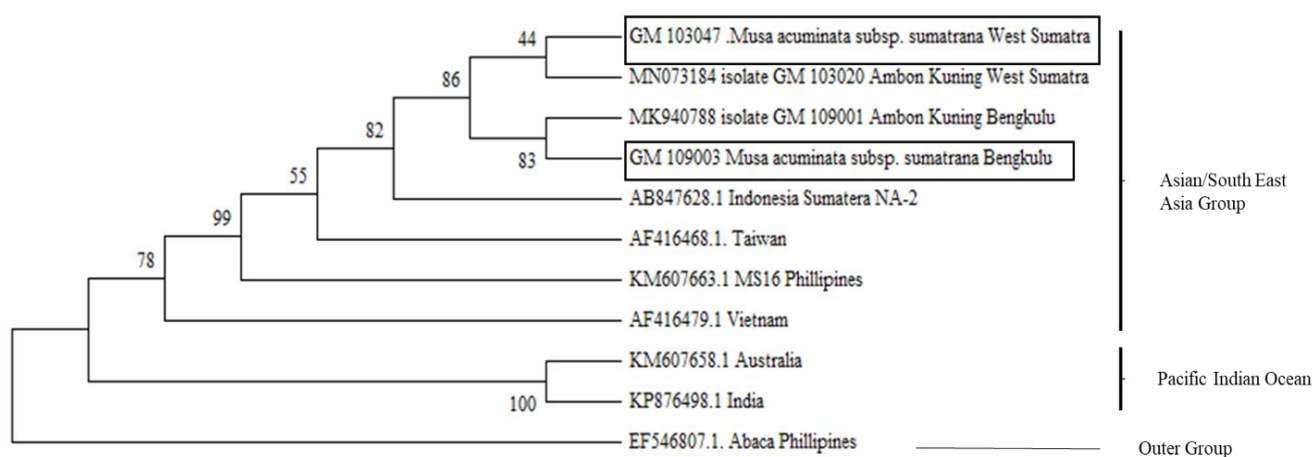 44
GM 103047 .Musa acuminata subsp. sumatrana West Sumatra
MN073184 isolate GM 103020 Ambon Kuning West Sumatra
86
MK940788 isolate GM 109001 Ambon Kuning Bengkulu
82
83
GM 109003 Musa acuminata subsp. sumatrana Bengkulu
55
AB847628.1 Indonesia Sumatera NA-2
Asian/South East
Asia Group
99
AF416468.1. Taiwan
78
KM607663.1 MS16 Phillipines
AF416479.1 Vietnam
KM607658.1 Australia
Pacific Indian Ocean
100
KP876498.1 India
EF546807.1. Abaca Phillipines
Outer Group